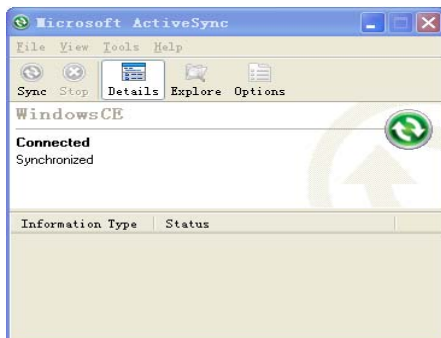 Microsoft ActiveSync
File View Tools Help
Sync Stop Details Explore Options
WindowsCE
Connected
Synchronized
Information Type Status